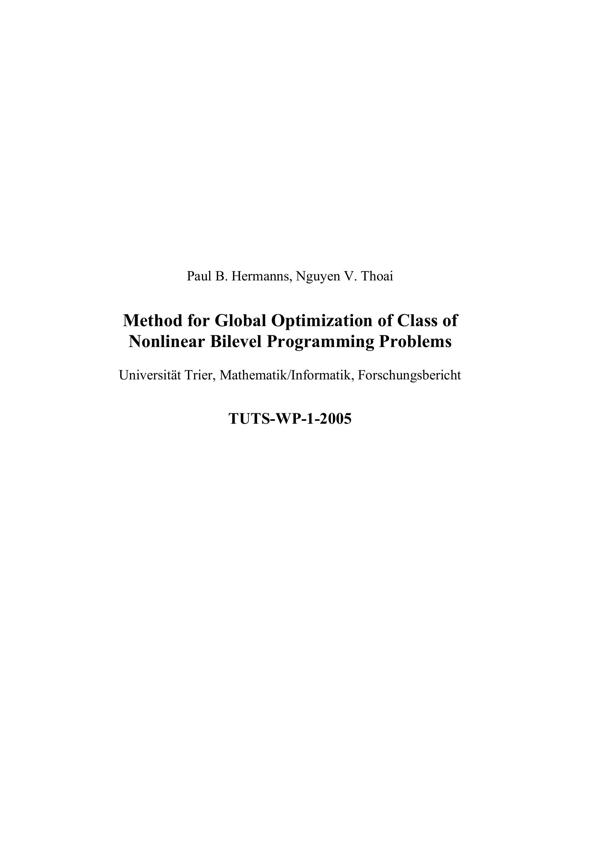 Paul B. Hermanns, Nguyen V. Thoai
Method for Global Optimization of Class of
Nonlinear Bilevel Programming Problems
Universität Trier, Mathematik/Informatik, Forschungsbericht
TUTS-WP-1-2005